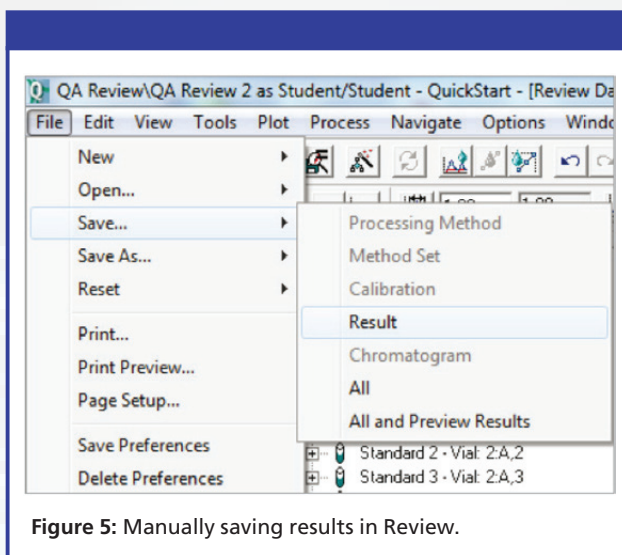 QA Review\QA Review 2 as Student/Student - QuickStart - [Review Da
File Edit View Tools Plot Process Navigate Options Windo
New
Open...
Save...
Save As...
Reset
Print...
Print Preview...
Page Setup...
Save Preferences
Delete Preferences
Processing Method
Method Set
Calibration
Result
Chromatogram
All
All and Preview Results
Standard 2 - Vial: 2:A,2
Standard 3 - Vial: 2:A,3
Figure 5: Manually saving results in Review.